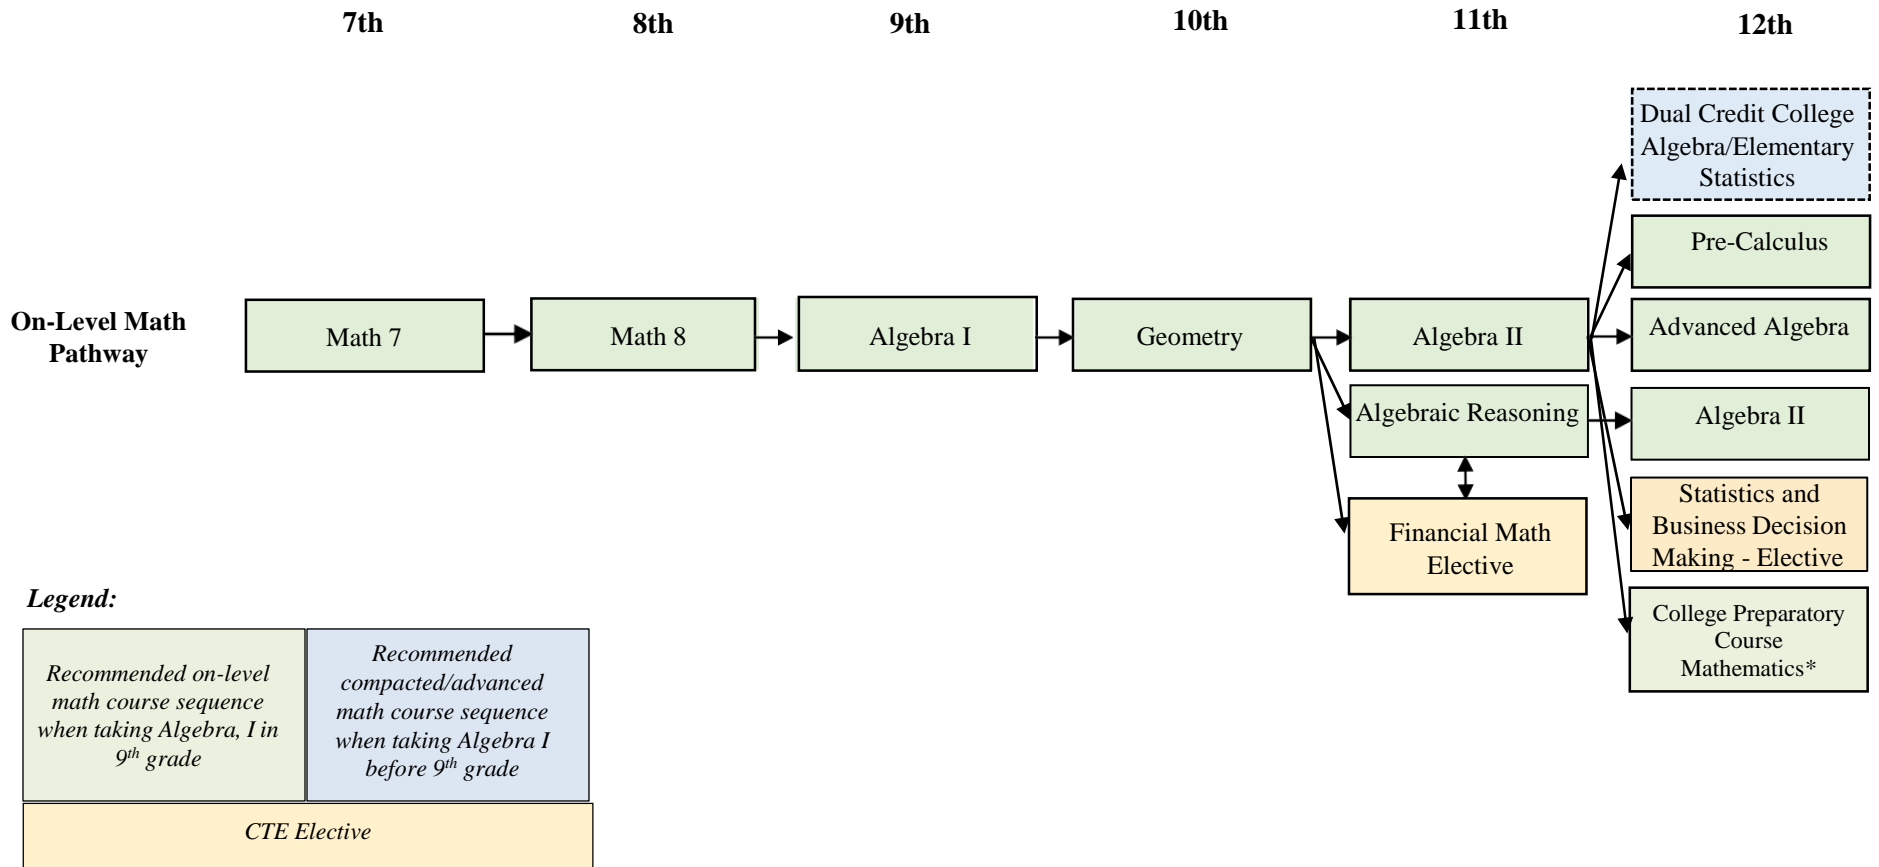 7th 8th 9th 10th 11th 12th
Dual Credit College
Algebra/Elementary
Statistics
Pre-Calculus
On-Level Math
Pathway
Math 7
Math 8
Algebra I
Geometry
Algebra II
Advanced Algebra
Algebraic Reasoning
Algebra II
Financial Math
Elective
Statistics and
Business Decision
Making - Elective
College Preparatory
Course
Mathematics*
Legend:
Recommended on-level
math course sequence
when taking Algebra, I in
9th grade
Recommended
compacted/advanced
math course sequence
when taking Algebra I
before 9th grade
CTE Elective